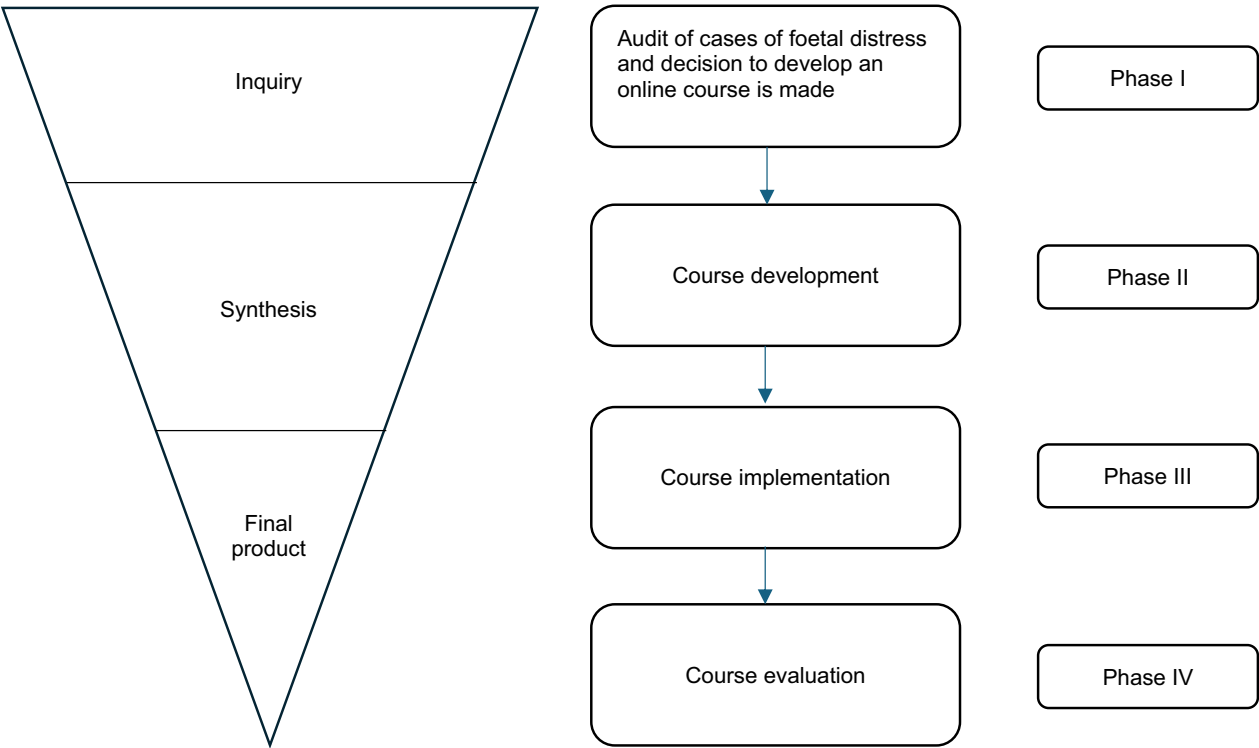 Inquiry
Audit of cases of foetal distress
and decision to develop an
online course is made
Phase I
Synthesis
Course development
Phase II
Final
product
Course implementation
Phase III
Course evaluation
Phase IV